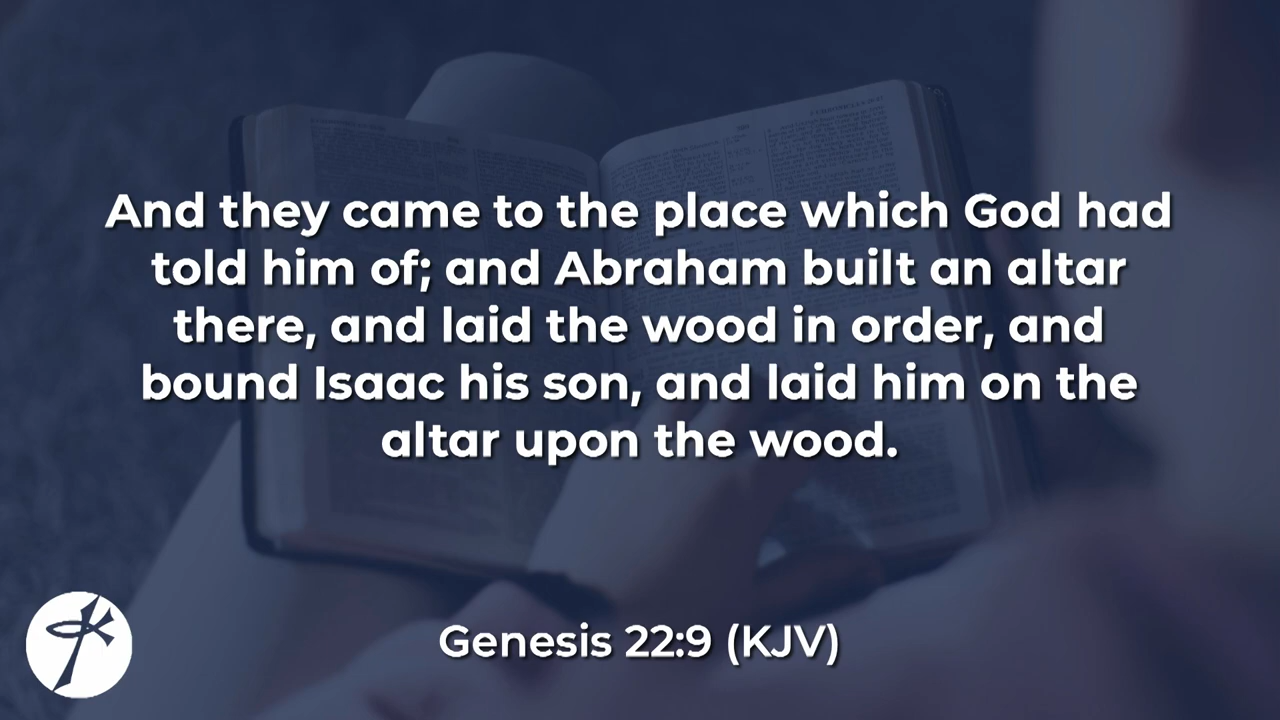 And they came to the place which God had
told him of; and Abraham built an altar
there, and laid the wood in order, and
bound Isaac his son, and laid him on the
altar upon the wood.
Genesis 22:9 (KJV)